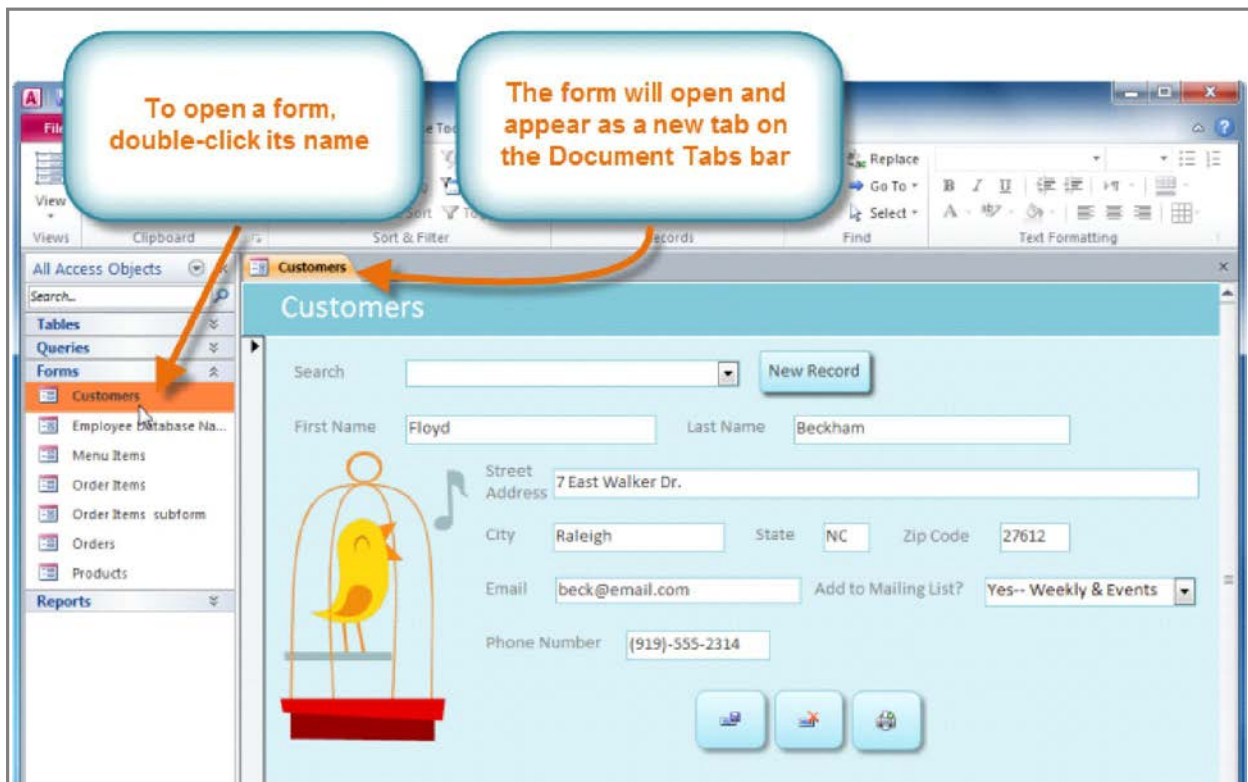 To open a form,
double-click its name
The form will open and
appear as a new tab on
the Document Tabs bar
A
View
Replace
Go To
Select
B I U
A
Views Clipboard Sort & Filter Find Text Formatting
All Access Objects
Search...
Tables
Queries
Forms
Customers
Employee Database Na...
Menu Items
Order Items
Order Items subform
Orders
Products
Reports
Customers
Customers
Search New Record
First Name Floyd Last Name Beckham
Street
Address 7 East Walker Dr.
City Raleigh State NC Zip Code 27612
Email beck@email.com Add to Mailing List? Yes-- Weekly & Events
Phone Number (919)-555-2314